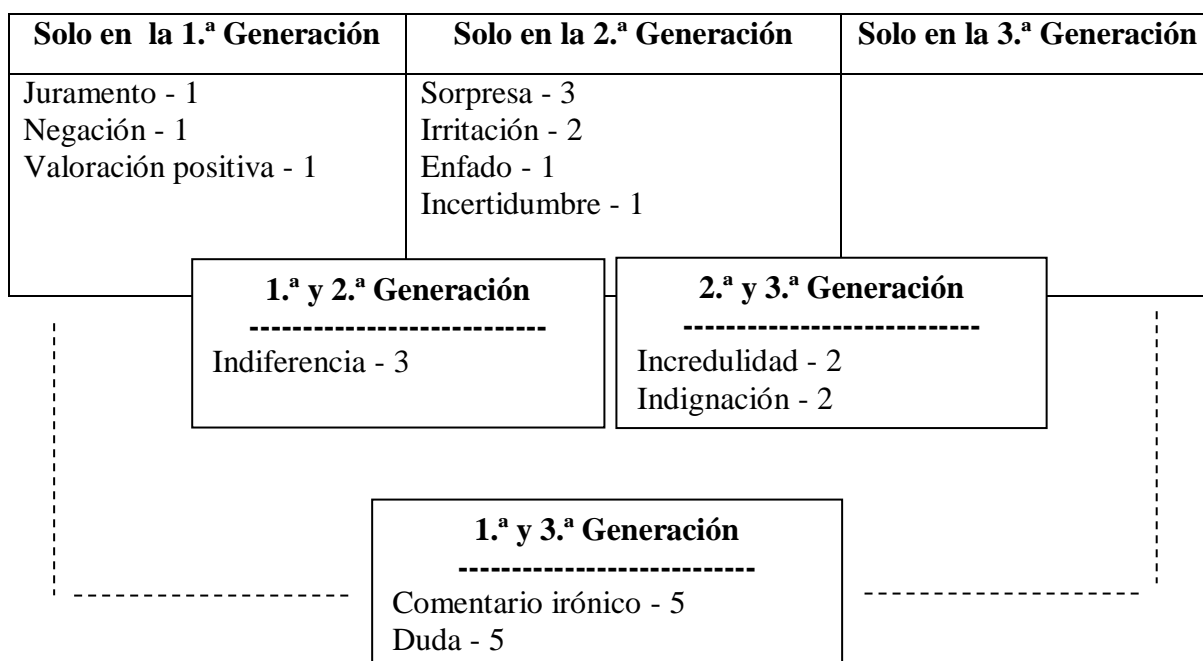 Solo en la 1.ª Generación
Solo en la 2.ª Generación
Solo en la 3.ª Generación
Juramento - 1
Negación - 1
Valoración positiva - 1
Sorpresa - 3
Irritación - 2
Enfado - 1
Incertidumbre - 1
1.ª y 2.ª Generación
---------------------------
Indiferencia - 3
2.ª y 3.ª Generación
---------------------------
Incredulidad - 2
Indignación - 2
1.ª y 3.ª Generación
---------------------------
Comentario irónico - 5
Duda - 5